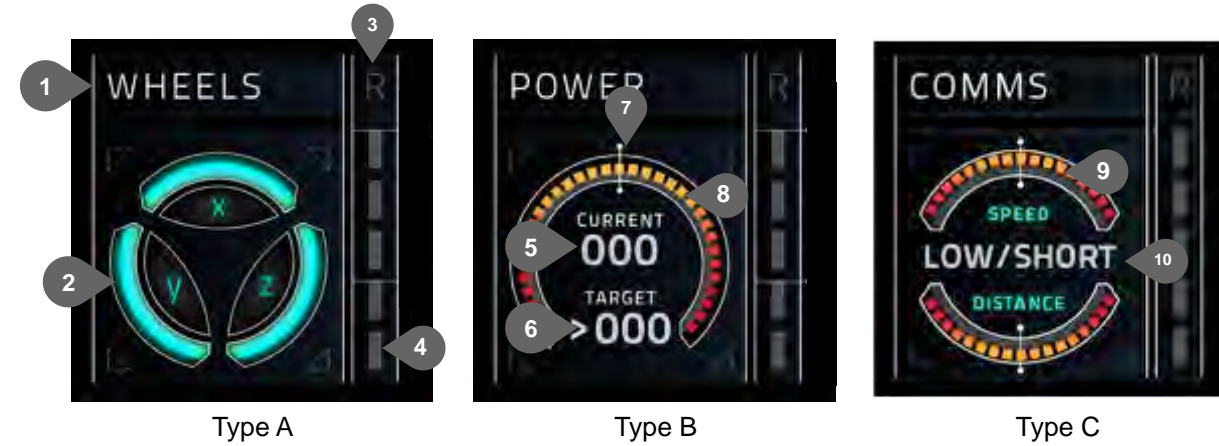 3
1
WHEELS
R
X
y
z
2
4
Type A
POWER
R
7
8
CURRENT
5
000
TARGET
6
>000
Type B
COMMS
R
9
SPEED
LOW/SHORT
10
DISTANCE
Type C